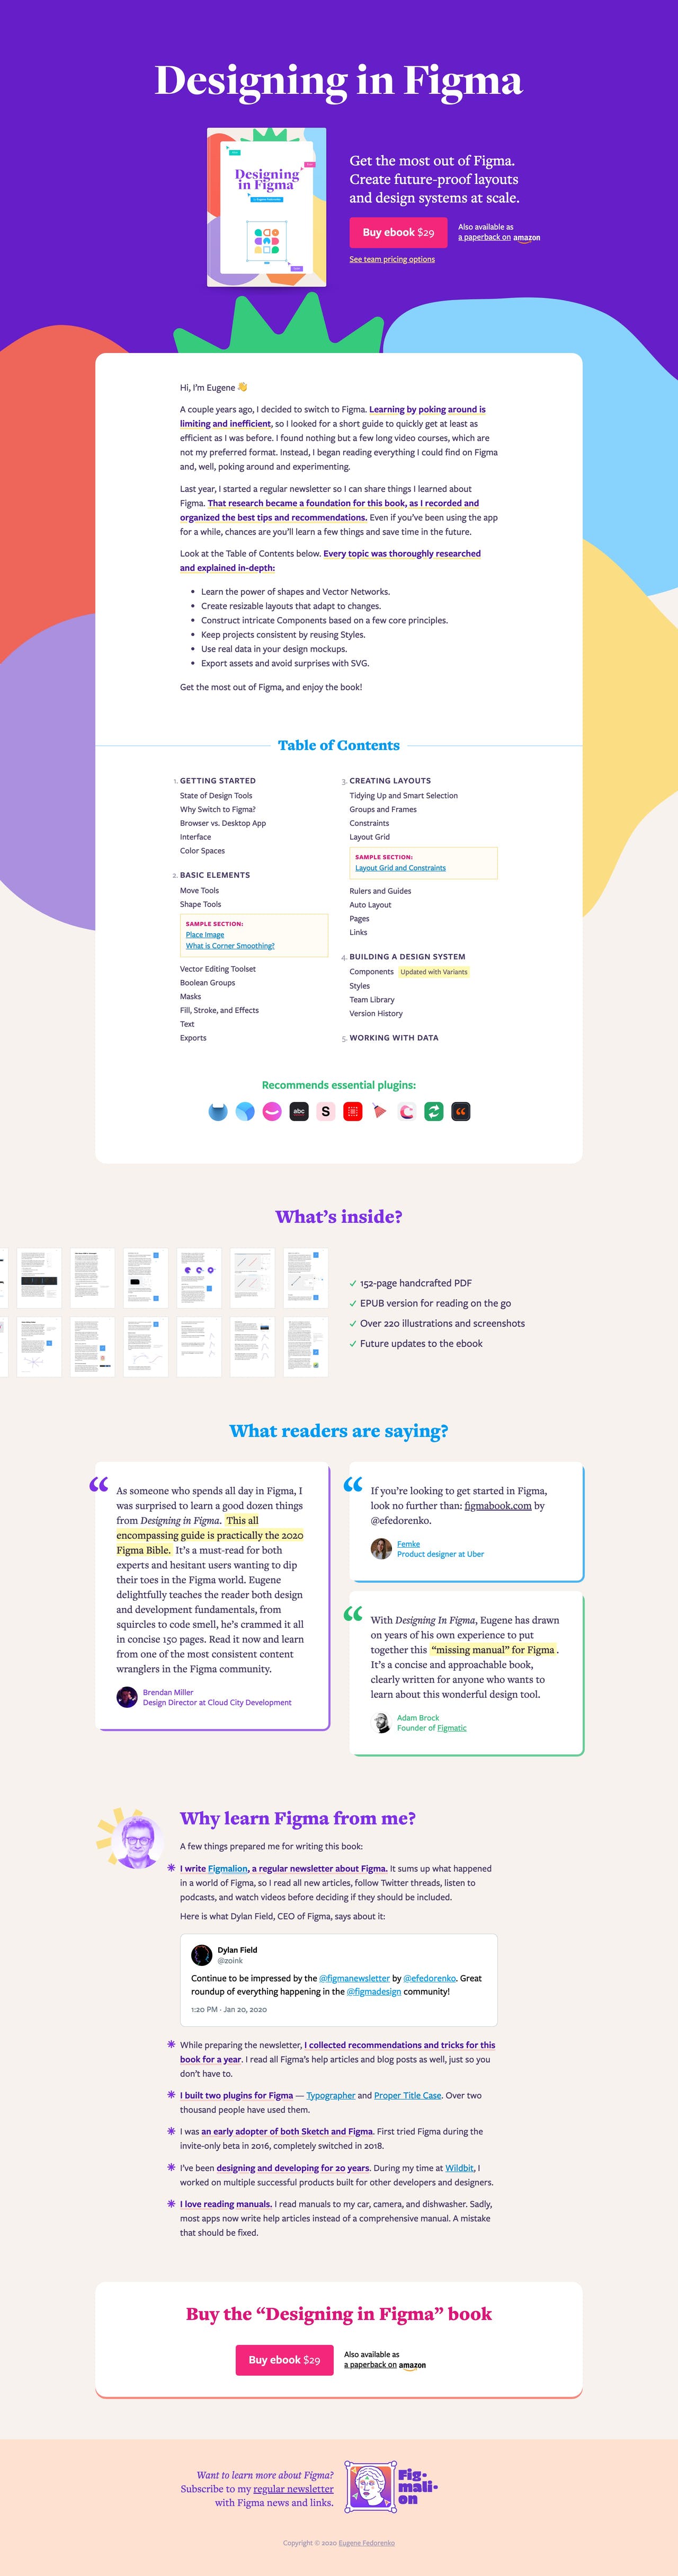 Designing in Figma
Designing
in Figma
Get the most out of Figma.
Create future-proof layouts
and design systems at scale.
Buy ebook $29
Also available as
a paperback on amazon
See team pricing options
Hi, I’m Eugene 👋
A couple years ago, I decided to switch to Figma. Learning by poking around is
limiting and inefficient, so I looked for a short guide to quickly get at least as
efficient as I was before. I found nothing but a few long video courses, which are
not my preferred format. Instead, I began reading everything I could find on Figma
and, well, poking around and experimenting.
Last year, I started a regular newsletter so I can share things I learned about
Figma. That research became a foundation for this book, as I recorded and
organized the best tips and recommendations. Even if you’ve been using the app
for a while, chances are you’ll learn a few things and save time in the future.
Look at the Table of Contents below. Every topic was thoroughly researched
and explained in-depth:
• Learn the power of shapes and Vector Networks.
• Create resizable layouts that adapt to changes.
• Construct intricate Components based on a few core principles.
• Keep projects consistent by reusing Styles.
• Use real data in your design mockups.
• Export assets and avoid surprises with SVG.
Get the most out of Figma, and enjoy the book!
Table of Contents
1. GETTING STARTED
State of Design Tools
Why Switch to Figma?
Browser vs. Desktop App
Interface
Color Spaces
2. BASIC ELEMENTS
Move Tools
Shape Tools
SAMPLE SECTION:
Place Image
What is Corner Smoothing?
Vector Editing Toolset
Boolean Groups
Masks
Fill, Stroke, and Effects
Text
Exports
3. CREATING LAYOUTS
Tidying Up and Smart Selection
Groups and Frames
Constraints
Layout Grid
SAMPLE SECTION:
Layout Grid and Constraints
Rulers and Guides
Auto Layout
Pages
Links
4. BUILDING A DESIGN SYSTEM
Components Updated with Variants
Styles
Team Library
Version History
5. WORKING WITH DATA
Recommends essential plugins:
abc
S
What’s inside?
✓ 152-page handcrafted PDF
✓ EPUB version for reading on the go
✓ Over 220 illustrations and screenshots
✓ Future updates to the ebook
What readers are saying?
“
As someone who spends all day in Figma, I
was surprised to learn a good dozen things
from Designing in Figma. This all
encompassing guide is practically the 2020
Figma Bible. It’s a must-read for both
experts and hesitant users wanting to dip
their toes in the Figma world. Eugene
delightfully teaches the reader both design
and development fundamentals, from
squircles to code smell, he’s crammed it all
in concise 150 pages. Read it now and learn
from one of the most consistent content
wranglers in the Figma community.
Brendan Miller
Design Director at Cloud City Development
“
If you’re looking to get started in Figma,
look no further than: figmabook.com by
@efedorenko.
Femke
Product designer at Uber
“
With Designing In Figma, Eugene has drawn
on years of his own experience to put
together this “missing manual” for Figma.
It’s a concise and approachable book,
clearly written for anyone who wants to
learn about this wonderful design tool.
Adam Brock
Founder of Figmatic
Why learn Figma from me?
A few things prepared me for writing this book:
I write Figmalion, a regular newsletter about Figma. It sums up what happened
in a world of Figma, so I read all new articles, follow Twitter threads, listen to
podcasts, and watch videos before deciding if they should be included.
Here is what Dylan Field, CEO of Figma, says about it:
Dylan Field
@zoink
Continue to be impressed by the @figmanewsletter by @efedorenko. Great
roundup of everything happening in the @figmadesign community!
1:20 PM · Jan 20, 2020
While preparing the newsletter, I collected recommendations and tricks for this
book for a year. I read all Figma’s help articles and blog posts as well, just so you
don’t have to.
I built two plugins for Figma — Typographer and Proper Title Case. Over two
thousand people have used them.
I was an early adopter of both Sketch and Figma. First tried Figma during the
invite-only beta in 2016, completely switched in 2018.
I’ve been designing and developing for 20 years. During my time at Wildbit, I
worked on multiple successful products built for other developers and designers.
I love reading manuals. I read manuals to my car, camera, and dishwasher. Sadly,
most apps now write help articles instead of a comprehensive manual. A mistake
that should be fixed.
Buy the “Designing in Figma” book
Buy ebook $29
Also available as
a paperback on amazon
Want to learn more about Figma?
Subscribe to my regular newsletter
with Figma news and links.
Fig-
mali-
on
Copyright © 2020 Eugene Fedorenko